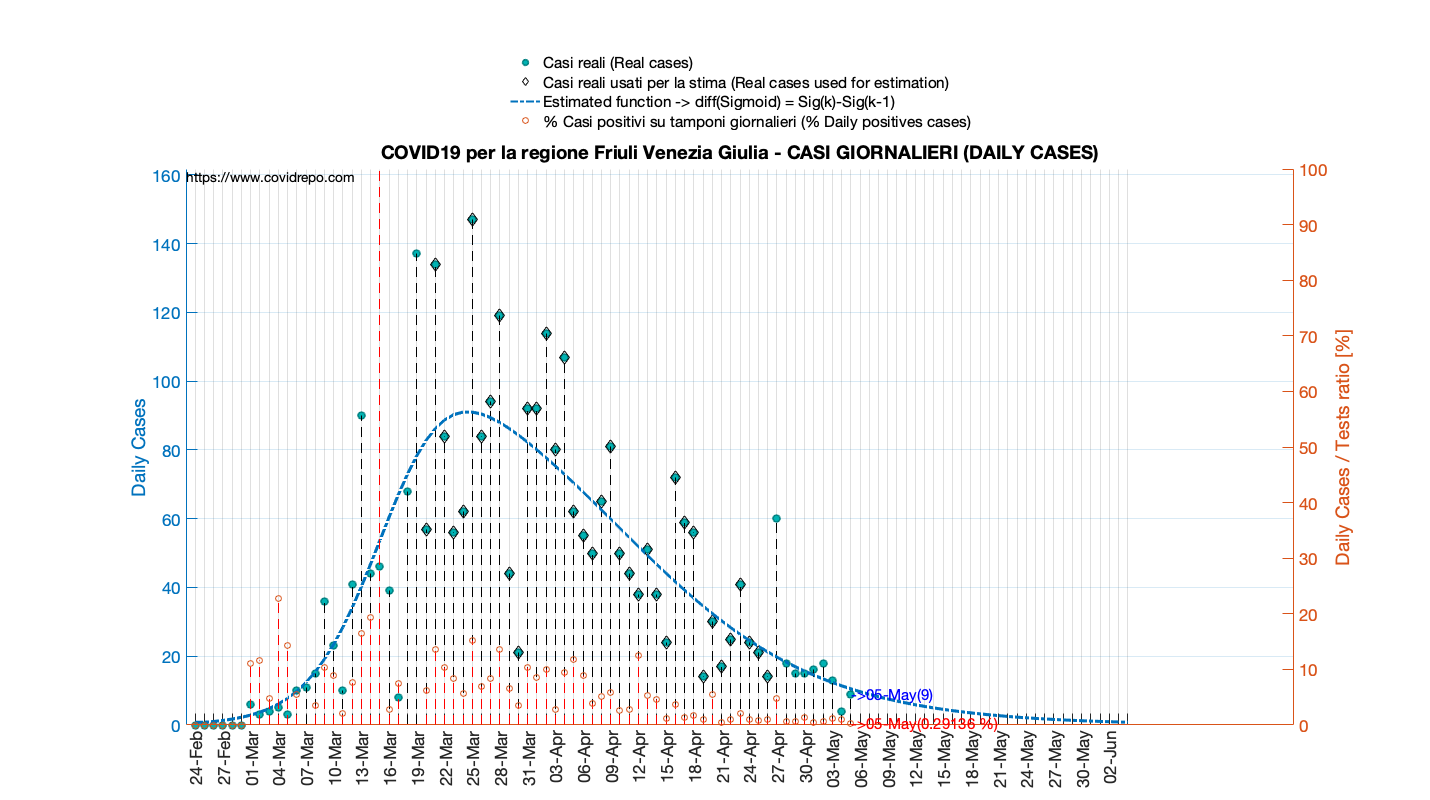 Casi reali (Real cases)
Casi reali usati per la stima (Real cases used for estimation)
Estimated function -> diff(Sigmoid) = Sig(k)-Sig(k-1)
% Casi positivi su tamponi giornalieri (% Daily positives cases)
COVID19 per la regione Friuli Venezia Giulia - CASI GIORNALIERI (DAILY CASES)
https://www.covidrepo.com
Daily Cases
160
140
120
100
80
60
40
20
0
100
90
80
70
60
50
40
30
20
10
0
Daily Cases / Tests ratio [%]
->05-May(9)
->05-May(0.29136 %)
24-Feb
27-Feb
01-Mar
04-Mar
07-Mar
10-Mar
13-Mar
16-Mar
19-Mar
22-Mar
25-Mar
28-Mar
31-Mar
03-Apr
06-Apr
09-Apr
12-Apr
15-Apr
18-Apr
21-Apr
24-Apr
27-Apr
30-Apr
03-May
06-May
09-May
12-May
15-May
18-May
21-May
24-May
27-May
30-May
02-Jun